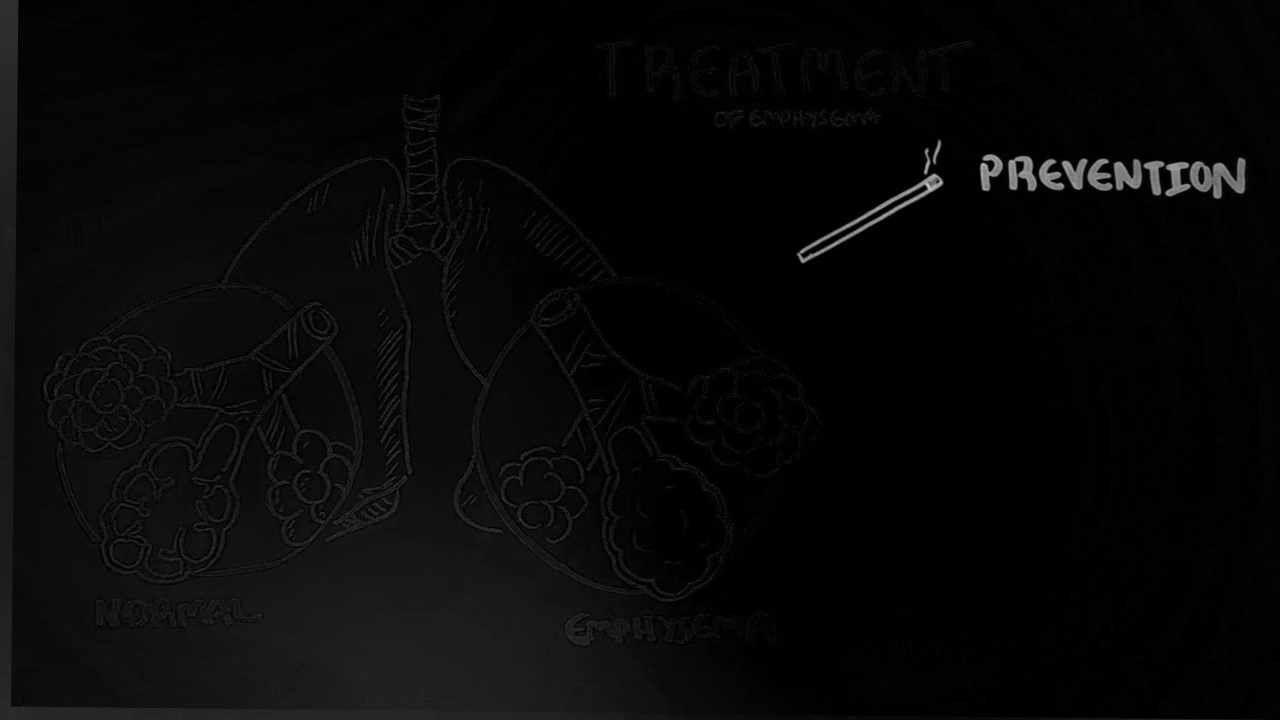 TREATMENT
OF EMPHYSEMA
PREVENTION
NORMAL
EMPHYSEMA